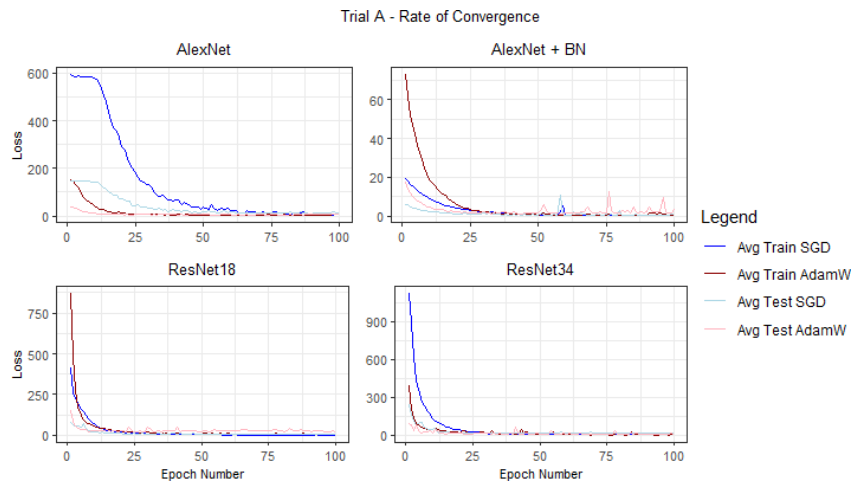 Trial A - Rate of Convergence
AlexNet
AlexNet + BN
600
400
200
0
Loss
0 25 50 75 100
60
40
20
0
0 25 50 75 100
ResNet18
ResNet34
750
500
250
0
Loss
0 25 50 75 100
Epoch Number
900
600
300
0
0 25 50 75 100
Epoch Number
Legend
Avg Train SGD
Avg Train AdamW
Avg Test SGD
Avg Test AdamW